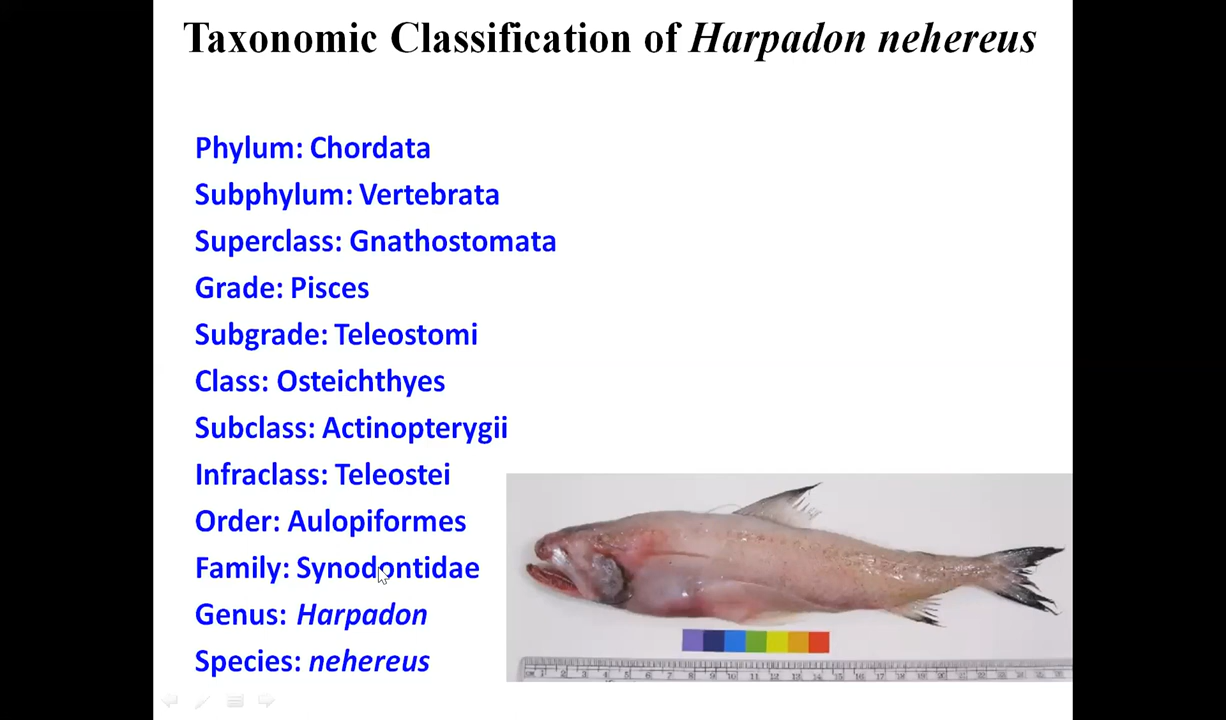 Taxonomic Classification of Harpadon nehereus
Phylum: Chordata
Subphylum: Vertebrata
Superclass: Gnathostomata
Grade: Pisces
Subgrade: Teleostomi
Class: Osteichthyes
Subclass: Actinopterygii
Infraclass: Teleostei
Order: Aulopiformes
Family: Synodontidae
Genus: Harpadon
Species: nehereus